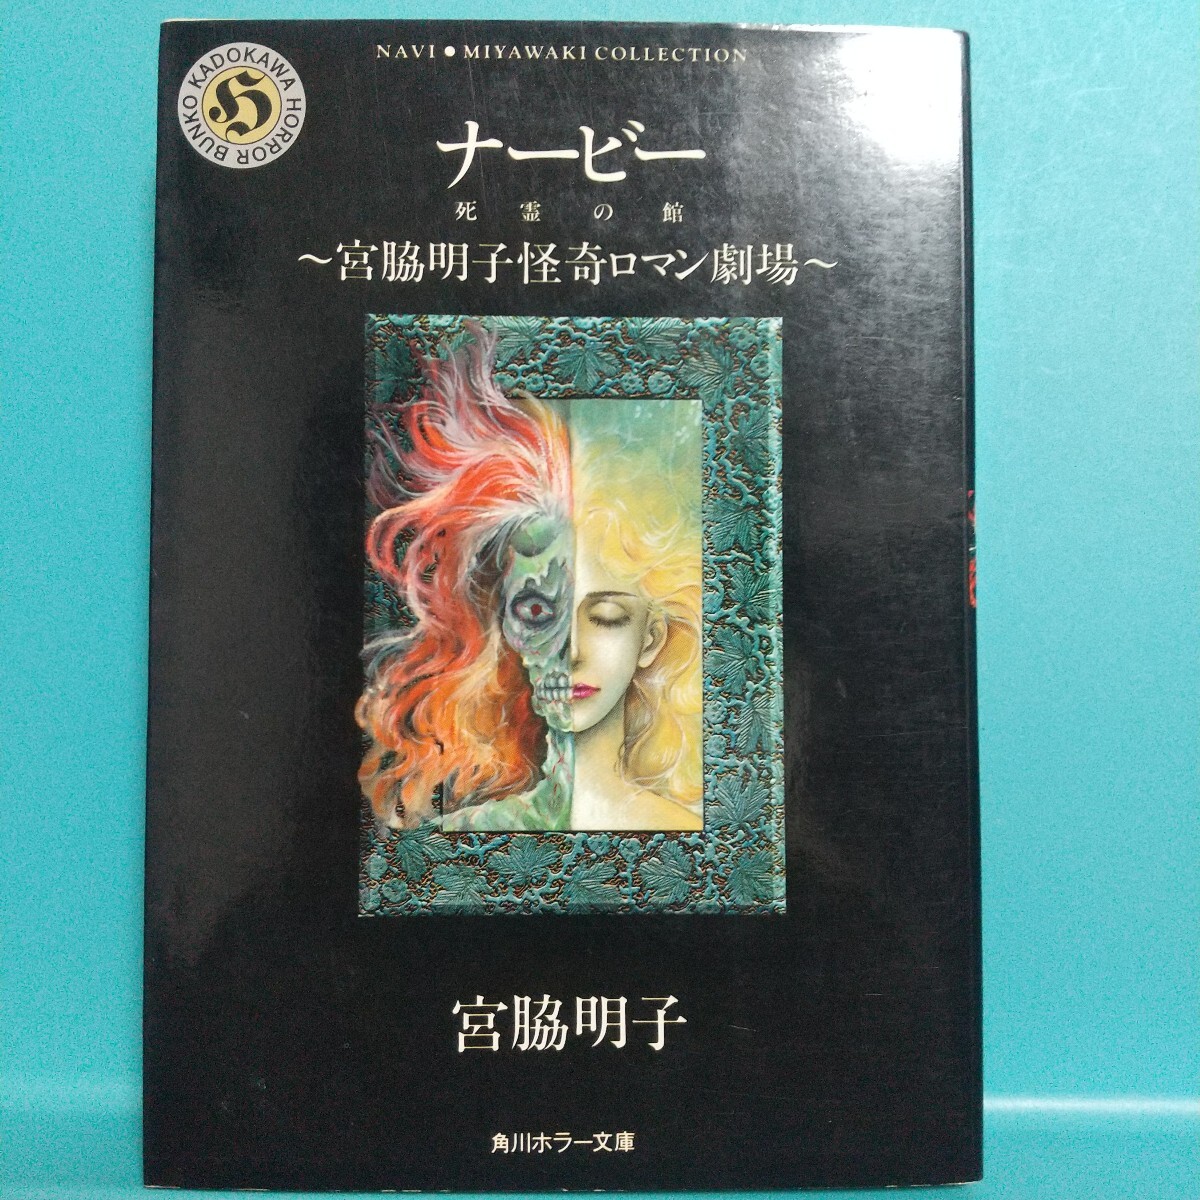 NAVI ● MIYAWAKI COLLECTION
KADOKAWA HORROR BUNKO
H
ナービー
死霊の館
～宮脇明子怪奇ロマン劇場～
宮脇明子
角川ホラー文庫